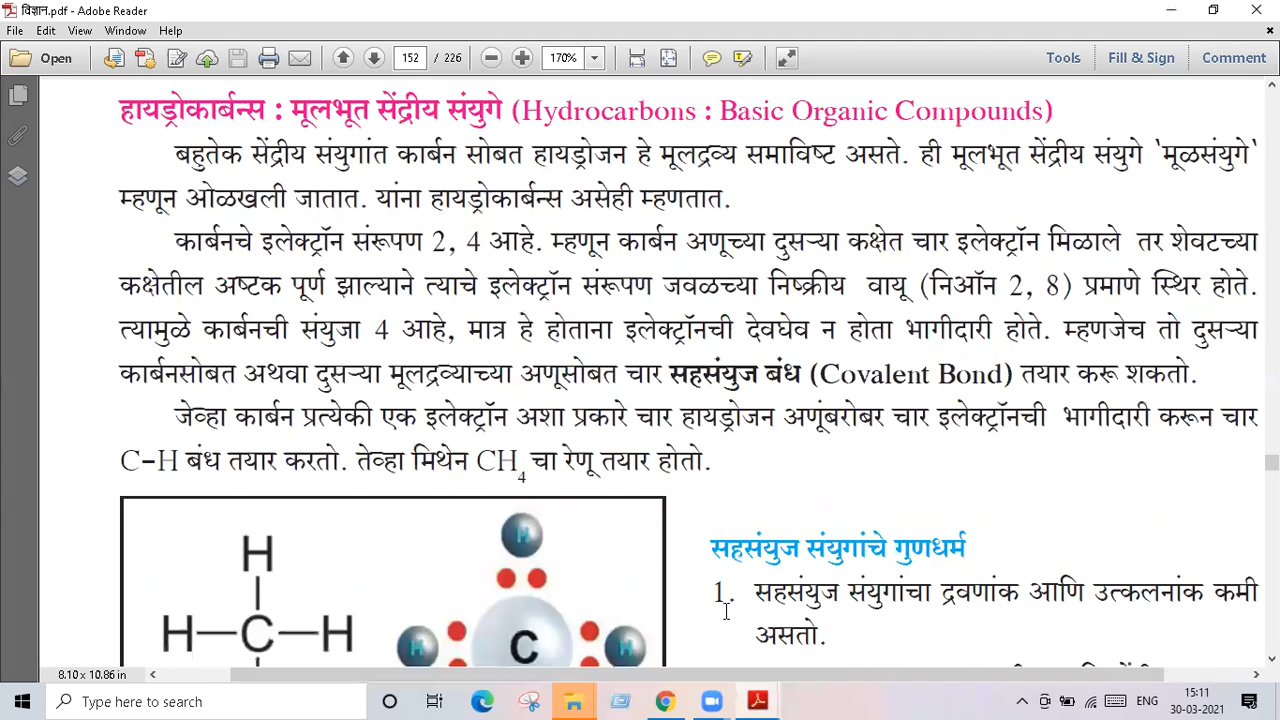 विज्ञान.pdf - Adobe Reader
File Edit View Window Help
Open 152 / 226 170% Tools Fill & Sign Comment
हायड्रोकार्बन्स : मूलभूत सेंद्रीय संयुगे (Hydrocarbons : Basic Organic Compounds)
बहुतेक सेंद्रीय संयुगांत कार्बन सोबत हायड्रोजन हे मूलद्रव्य समाविष्ट असते. ही मूलभूत सेंद्रीय संयुगे `मूळसंयुगे`
म्हणून ओळखली जातात. यांना हायड्रोकार्बन्स असेही म्हणतात.
कार्बनचे इलेक्ट्रॉन संरूपण 2, 4 आहे. म्हणून कार्बन अणूच्या दुसऱ्या कक्षेत चार इलेक्ट्रॉन मिळाले तर शेवटच्या
कक्षेतील अष्टक पूर्ण झाल्याने त्याचे इलेक्ट्रॉन संरूपण जवळच्या निष्क्रीय वायू (निऑन 2, 8) प्रमाणे स्थिर होते.
त्यामुळे कार्बनची संयुजा 4 आहे, मात्र हे होताना इलेक्ट्रॉनची देवघेव न होता भागीदारी होते. म्हणजेच तो दुसऱ्या
कार्बनसोबत अथवा दुसऱ्या मूलद्रव्याच्या अणूसोबत चार सहसंयुज बंध (Covalent Bond) तयार करू शकतो.
जेव्हा कार्बन प्रत्येकी एक इलेक्ट्रॉन अशा प्रकारे चार हायड्रोजन अणूंबरोबर चार इलेक्ट्रॉनची भागीदारी करून चार
C-H बंध तयार करतो. तेव्हा मिथेन CH4 चा रेणू तयार होतो.
H
H-C-H
H
H C H
सहसंयुज संयुगांचे गुणधर्म
1. सहसंयुज संयुगांचा द्रवणांक आणि उत्कलनांक कमी
असतो.
8.10 x 10.86 in
Type here to search
ENG
15:11
30-03-2021